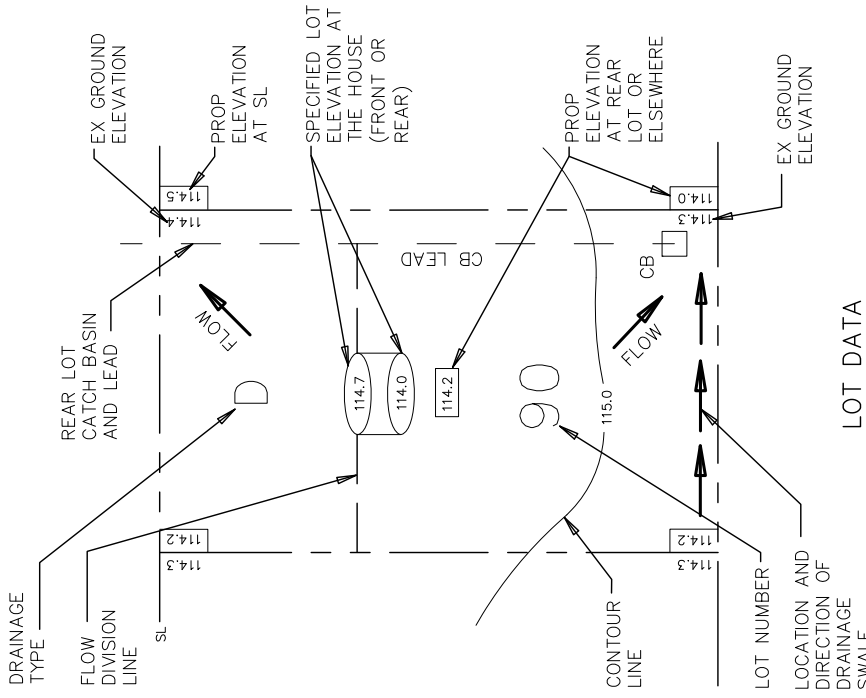 EX GROUND
ELEVATION
PROP
ELEVATION
AT SL
SPECIFIED LOT
ELEVATION AT
THE HOUSE
(FRONT OR
REAR)
PROP
ELEVATION
AT REAR
LOT OR
ELSEWHERE
EX GROUND
ELEVATION
REAR LOT
CATCH BASIN
AND LEAD
114.5
114.4
114.0
114.3
CB LEAD
CB
FLOW
D
114.7
114.0
114.2
90
FLOW
115.0
114.2
114.3
114.2
114.3
SL
DRAINAGE
TYPE
FLOW
DIVISION
LINE
CONTOUR
LINE
LOT NUMBER
LOCATION AND
DIRECTION OF
DRAINAGE
SWALE
LOT DATA